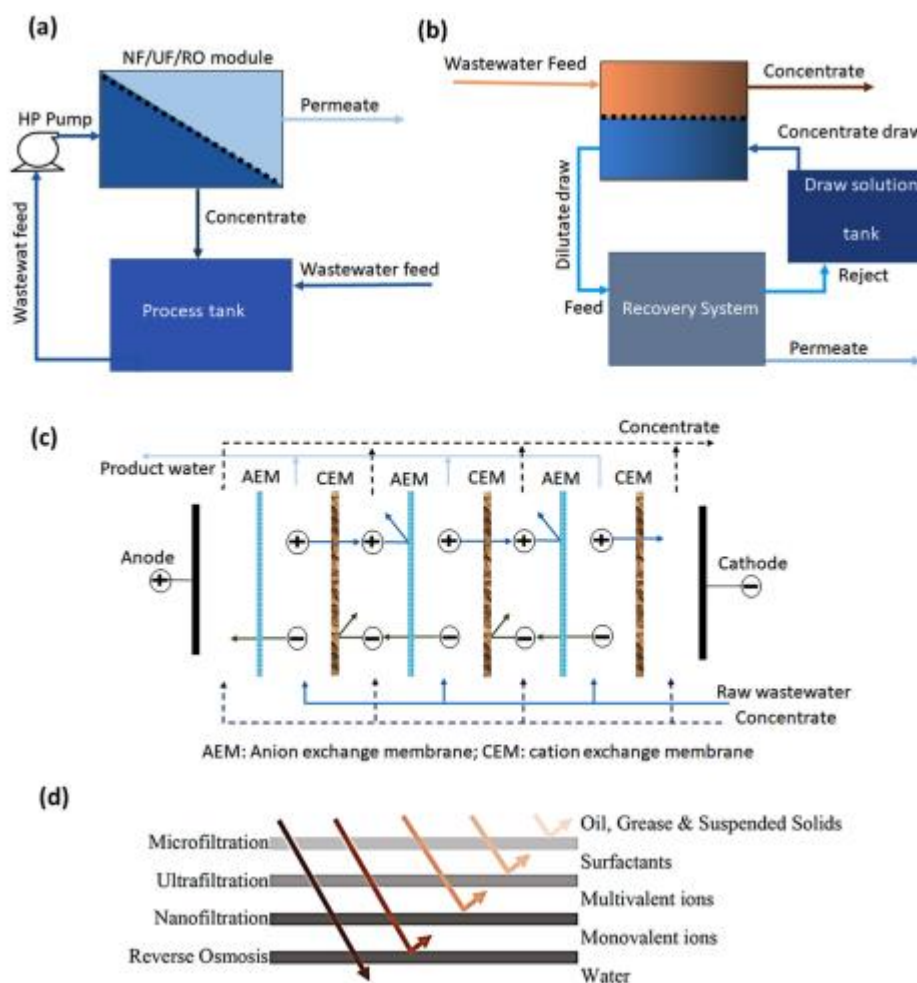 (a)
NF/UF/RO module
HP Pump
Permeate
Concentrate
Wastewat feed
Wastewater feed
Process tank
(b)
Wastewater Feed
Concentrate
Concentrate draw
Draw solution
tank
Dilutate draw
Reject
Feed
Recovery System
Permeate
(c)
Concentrate
Product water
AEM CEM AEM CEM AEM CEM
+ + + + +
Anode
+
Cathode
−
− − − − −
Raw wastewater
Concentrate
AEM: Anion exchange membrane; CEM: cation exchange membrane
(d)
Oil, Grease & Suspended Solids
Microfiltration
Surfactants
Ultrafiltration
Multivalent ions
Nanofiltration
Monovalent ions
Reverse Osmosis
Water